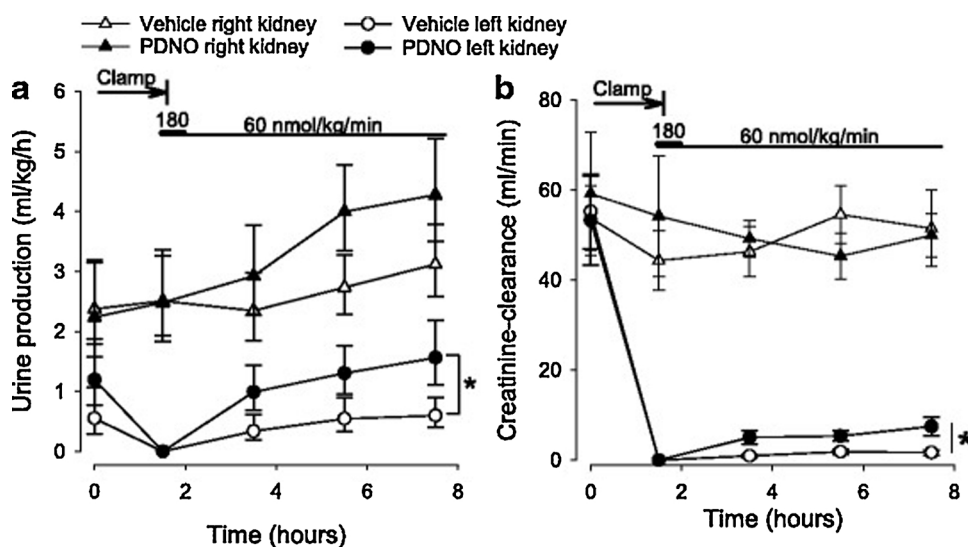 Vehicle right kidney Vehicle left kidney
PDNO right kidney PDNO left kidney
a b
Clamp Clamp
180 60 nmol/kg/min 180 60 nmol/kg/min
Urine production (ml/kg/h)
6
5
4
3
2
1
0
*
0 2 4 6 8
Time (hours)
Creatinine-clearance (ml/min)
80
60
40
20
0
*
0 2 4 6 8
Time (hours)